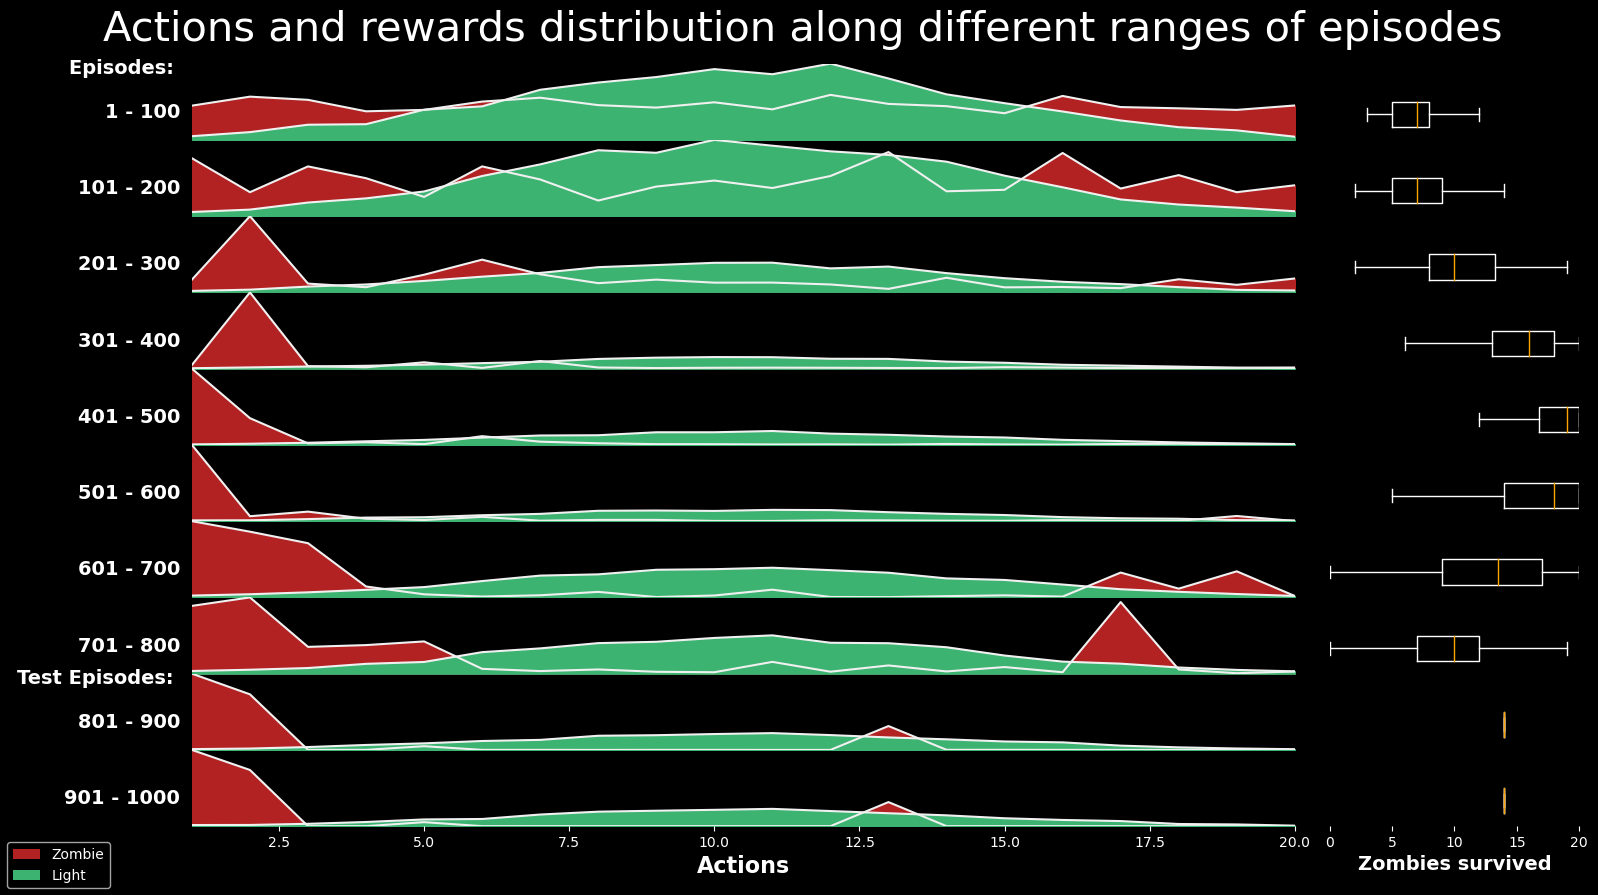 Actions and rewards distribution along different ranges of episodes
Episodes:
1 - 100
101 - 200
201 - 300
301 - 400
401 - 500
501 - 600
601 - 700
701 - 800
Test Episodes:
801 - 900
901 - 1000
2.5 5.0 7.5 10.0 12.5 15.0 17.5 20.0
0 5 10 15 20
Actions
Zombies survived
Zombie
Light